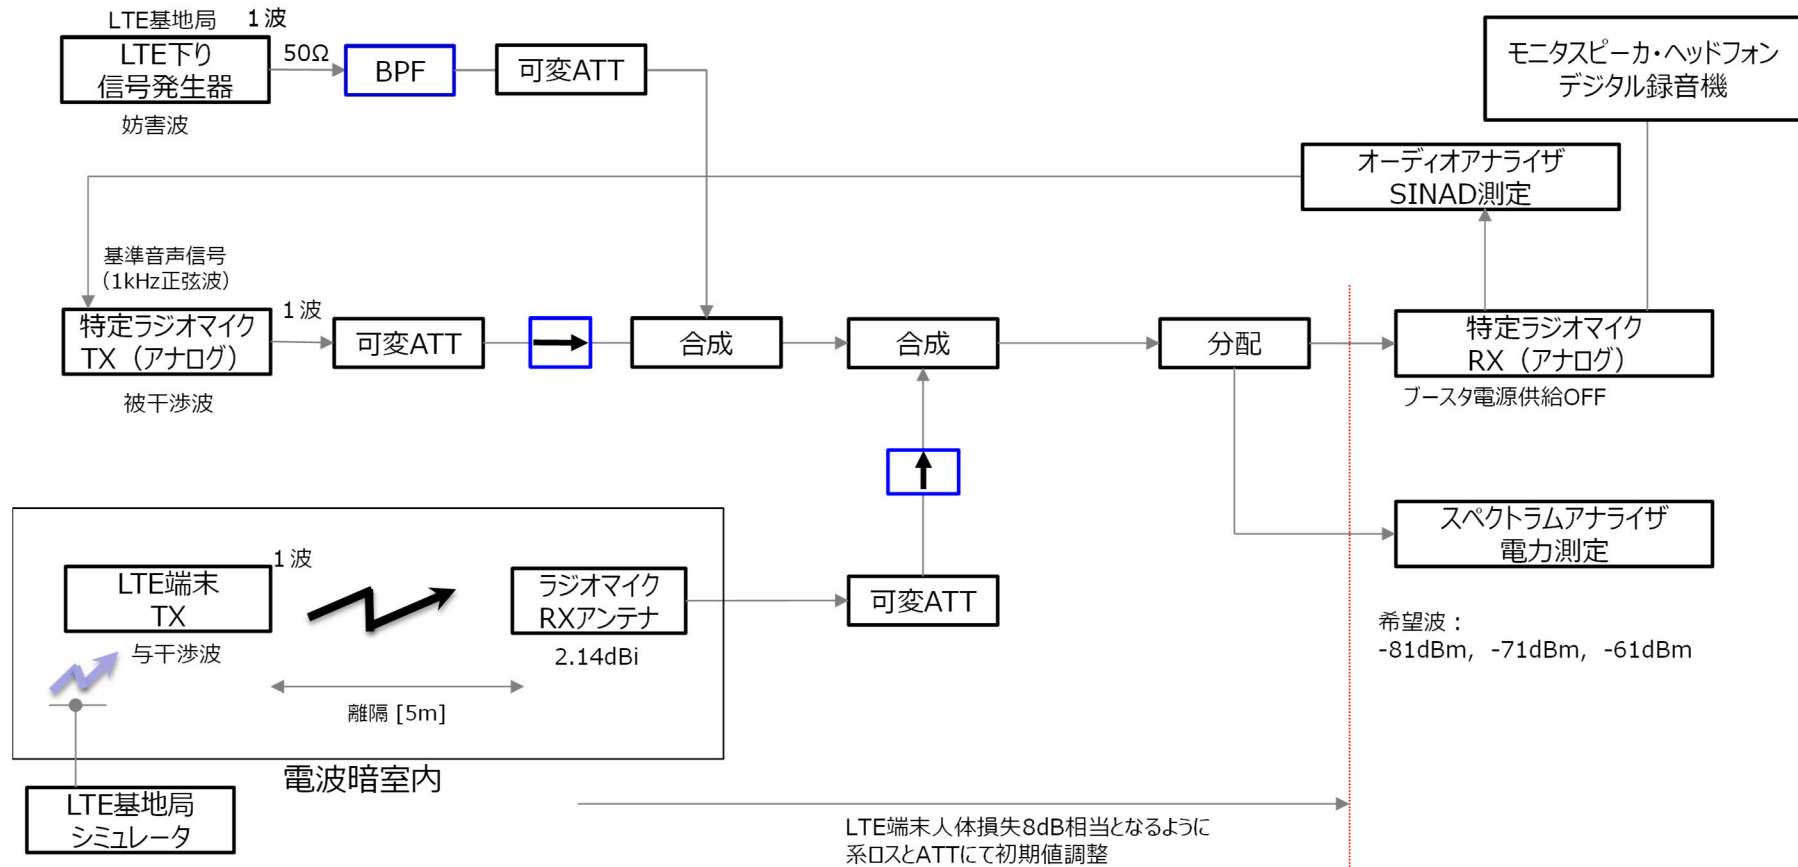 LTE基地局 1波
LTE下り
信号発生器
妨害波
50Ω
BPF
可変ATT
モニタスピーカ・ヘッドフォン
デジタル録音機
オーディオアナライザ
SINAD測定
基準音声信号
(1kHz正弦波)
特定ラジオマイク
TX(アナログ)
被干渉波
1波
可変ATT
合成
合成
分配
特定ラジオマイク
RX(アナログ)
ブースタ電源供給OFF
LTE端末
TX
1波
与干渉波
ラジオマイク
RXアンテナ
2.14dBi
離隔 [5m]
可変ATT
スペクトラムアナライザ
電力測定
希望波:
-81dBm, -71dBm, -61dBm
電波暗室内
LTE基地局
シミュレータ
LTE端末人体損失8dB相当となるように
系ロスとATTにて初期値調整